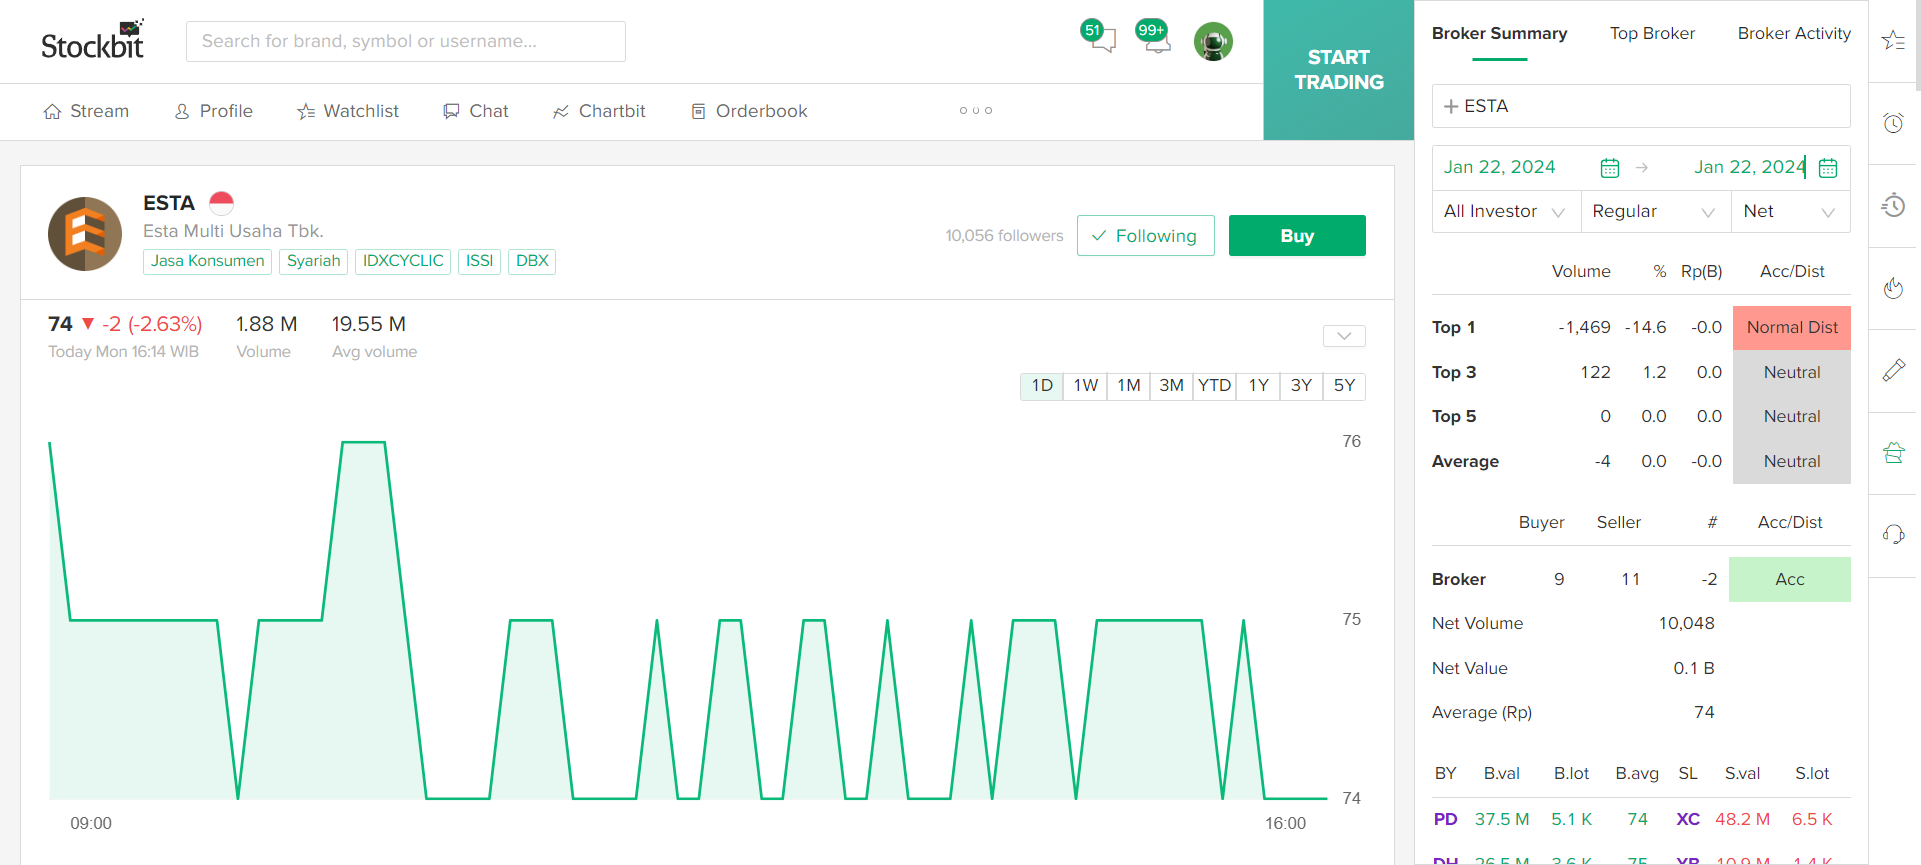 Stockbit
Search for brand, symbol or username...
51
99+
START
TRADING
Stream
Profile
Watchlist
Chat
Chartbit
Orderbook
ESTA
Esta Multi Usaha Tbk.
Jasa Konsumen
Syariah
IDXCYCLIC
ISSI
DBX
10,056 followers
Following
Buy
74 ▼ -2 (-2.63%)
Today Mon 16:14 WIB
1.88 M
Volume
19.55 M
Avg volume
1D 1W 1M 3M YTD 1Y 3Y 5Y
76
75
74
09:00
16:00
Broker Summary
Top Broker
Broker Activity
+ ESTA
Jan 22, 2024 → Jan 22, 2024
All Investor
Regular
Net
Volume % Rp(B) Acc/Dist
Top 1 -1,469 -14.6 -0.0 Normal Dist
Top 3 122 1.2 0.0 Neutral
Top 5 0 0.0 0.0 Neutral
Average -4 0.0 -0.0 Neutral
Buyer Seller # Acc/Dist
Broker 9 11 -2 Acc
Net Volume 10,048
Net Value 0.1 B
Average (Rp) 74
BY B.val B.lot B.avg SL S.val S.lot
PD 37.5 M 5.1 K 74 XC 48.2 M 6.5 K